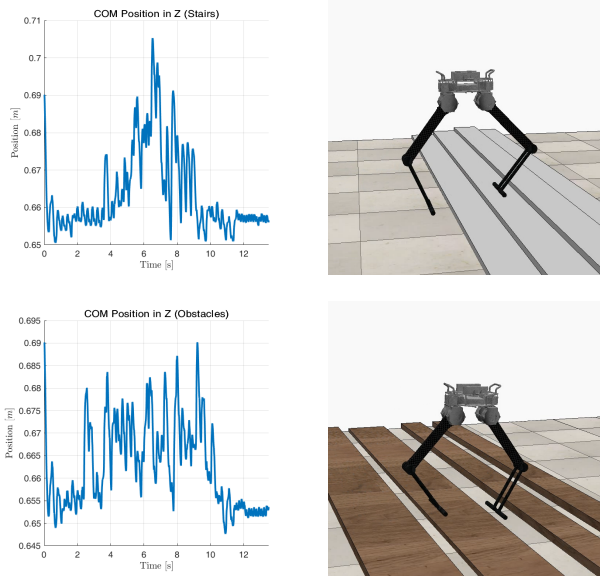 COM Position in Z (Stairs)
0.71
0.7
0.69
0.68
0.67
0.66
0.65
Position [m]
0 2 4 6 8 10 12
Time [s]
COM Position in Z (Obstacles)
0.695
0.69
0.685
0.68
0.675
0.67
0.665
0.66
0.655
0.65
0.645
Position [m]
0 2 4 6 8 10 12
Time [s]